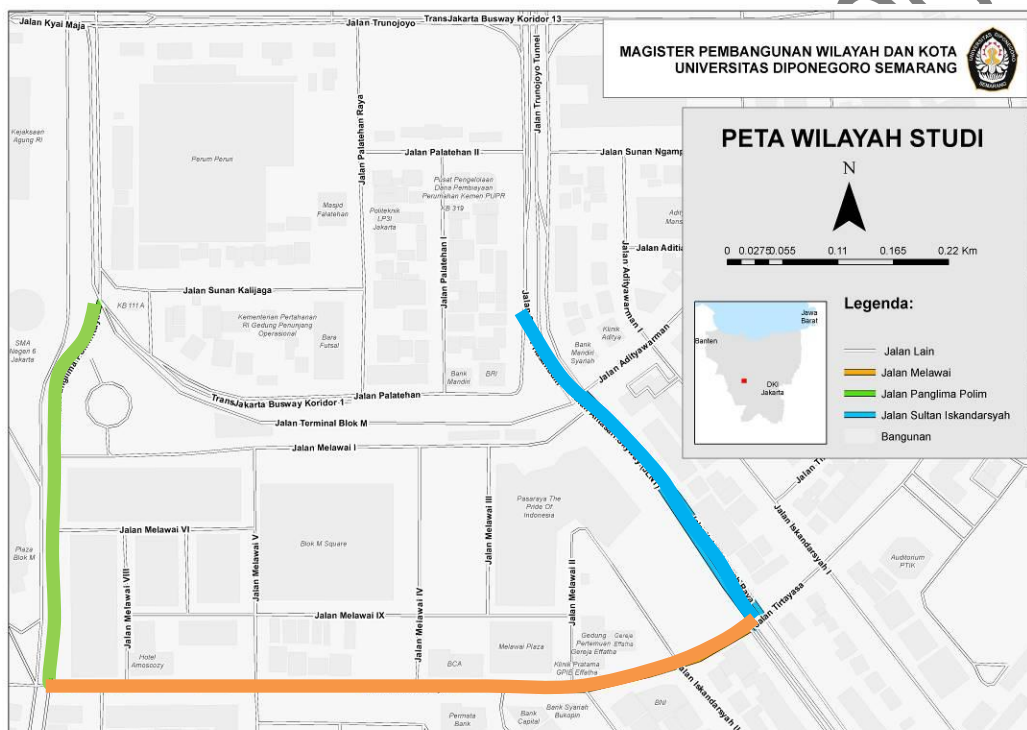 Jalan Kyai Maja
Jalan Trunojoyo
TransJakarta Busway Koridor 13
MAGISTER PEMBANGUNAN WILAYAH DAN KOTA
UNIVERSITAS DIPONEGORO SEMARANG
UNIVERSITAS DIPONEGORO
SEMARANG
PETA WILAYAH STUDI
N
0 0.0275 0.055 0.11 0.165 0.22 Km
Jawa
Barat
Banten
DKI
Jakarta
Legenda:
Jalan Lain
Jalan Melawai
Jalan Panglima Polim
Jalan Sultan Iskandarsyah
Bangunan
Kejaksaan
Agung RI
Perum Peruri
Jalan Palatehan Raya
Jalan Trunojoyo Tunnel
Jalan Palatehan II
Jalan Sunan Ngamp
Pusat Pengelolaan
Dana Pembiayaan
Perumahan Kemen PUPR
KB 319
Masjid
Palatehan
Politeknik
LP3I
Jakarta
Jalan Palatehan I
Jalan Adityawarman I
Jalan Sunan Kalijaga
KB 111 A
Kementerian Pertahanan
RI Gedung Penunjang
Operasional
Bara
Futsal
SMA
Negeri 6
Jakarta
Klinik
Aditya
Bank
Mandiri
Syariah
Jalan Adityawarman
Bank
Mandiri
BRI
Jalan Palatehan
TransJakarta Busway Koridor 1
Jalan Terminal Blok M
Jalan Melawai I
Jalan Melawai III
Pasaraya The
Pride Of
Indonesia
Jalan Melawai VI
Jalan Melawai V
Blok M Square
Plaza
Blok M
Jalan Melawai VIII
Jalan Melawai IX
Jalan Melawai IV
Jalan Melawai II
Jalan Iskandarsyah I
Auditorium
PTIK
Jalan Tirtayasa
Hotel
Amoseozy
BCA
Melawai Plaza
Gedung
Pertemuan
Gereja Effatha
Gereja
Effatha
Klinik Pratama
GPIB Effatha
Jalan Iskandarsyah II
BNI
Bank Syariah
Bukopin
Bank
Capital
Permata
Bank